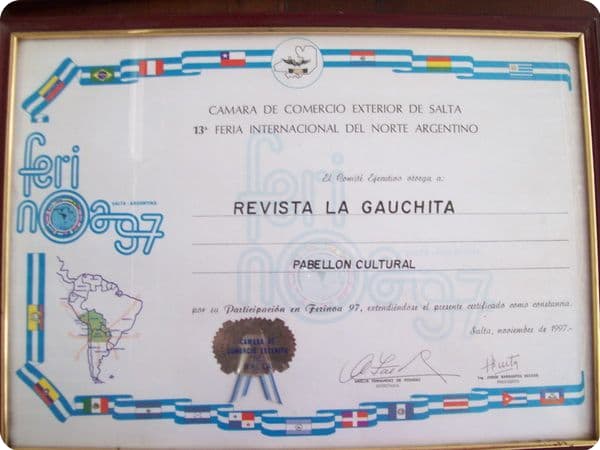 CAMARA DE COMERCIO EXTERIOR DE SALTA
13ª FERIA INTERNACIONAL DEL NORTE ARGENTINO
feri
noa97
SALTA - ARGENTINA
El Comité Ejecutivo otorga a:
REVISTA LA GAUCHITA
PABELLON CULTURAL
por su Participación en Ferinoa 97, extendiéndose el presente certificado como constancia.
Salta, noviembre de 1997.-
CAMARA DE
COMERCIO EXTERIOR
SALTA
SECRETARIA
PRESIDENTE